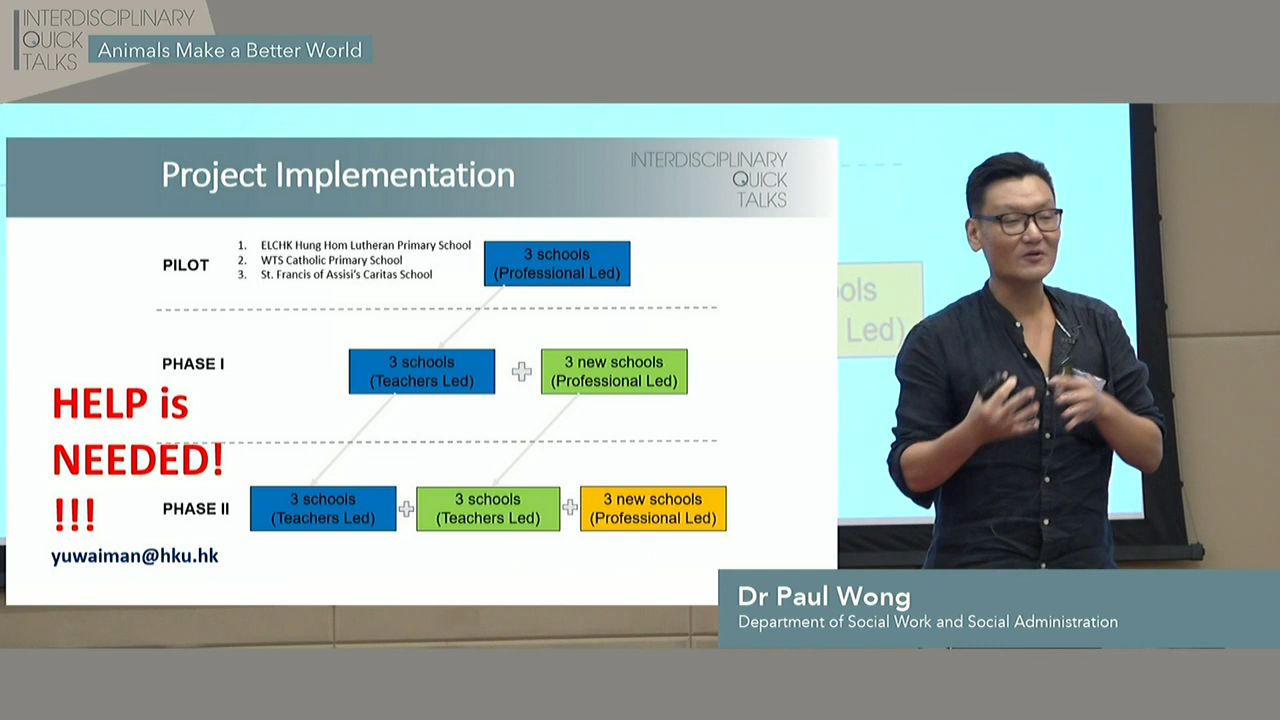 INTERDISCIPLINARY
QUICK
TALKS
Animals Make a Better World
Project Implementation
INTERDISCIPLINARY
QUICK
TALKS
PILOT
1. ELCHK Hung Hom Lutheran Primary School
2. WTS Catholic Primary School
3. St. Francis of Assisi's Caritas School
3 schools
(Professional Led)
PHASE I
3 schools
(Teachers Led)
3 new schools
(Professional Led)
HELP is
NEEDED!
!!!
PHASE II
3 schools
(Teachers Led)
3 schools
(Teachers Led)
3 new schools
(Professional Led)
yuwaiman@hku.hk
ols
Led)
Dr Paul Wong
Department of Social Work and Social Administration